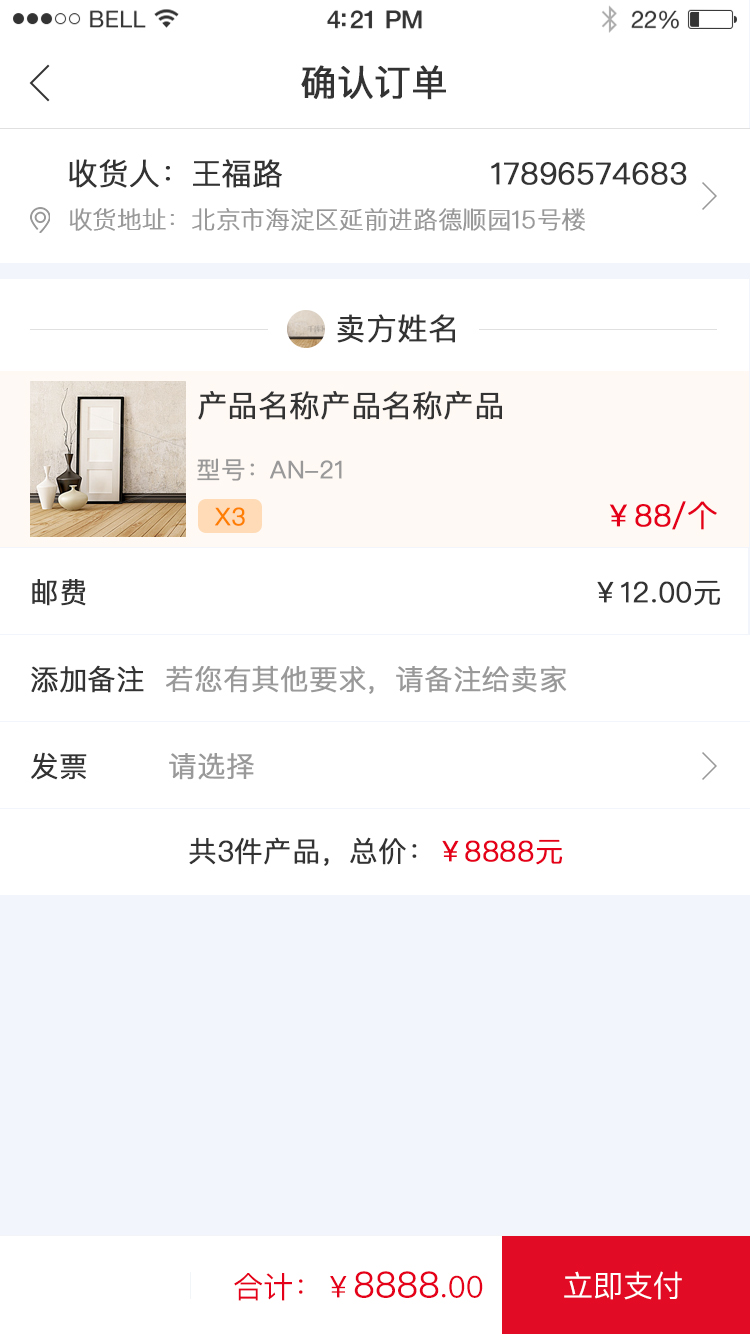 BELL 4:21 PM 22%
确认订单
收货人：王福路 17896574683
收货地址：北京市海淀区延前进路德顺园15号楼
卖方姓名
产品名称产品名称产品
型号：AN-21
X3 ￥88/个
邮费 ￥12.00元
添加备注 若您有其他要求，请备注给卖家
发票 请选择
共3件产品，总价：￥8888元
合计：￥8888.00 立即支付